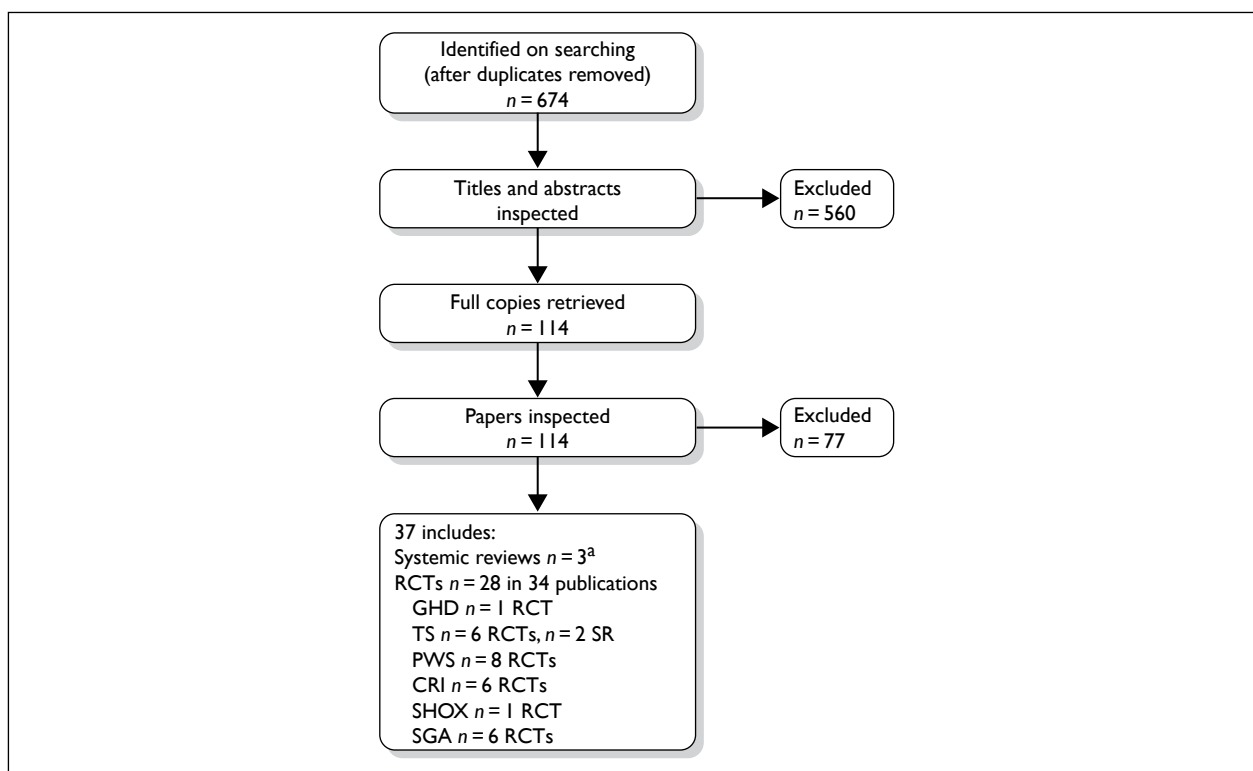 Identified on searching
(after duplicates removed)
n = 674
Titles and abstracts
inspected
Excluded
n = 560
Full copies retrieved
n = 114
Papers inspected
n = 114
Excluded
n = 77
37 includes:
Systemic reviews n = 3a
RCTs n = 28 in 34 publications
GHD n = 1 RCT
TS n = 6 RCTs, n = 2 SR
PWS n = 8 RCTs
CRI n = 6 RCTs
SHOX n = 1 RCT
SGA n = 6 RCTs